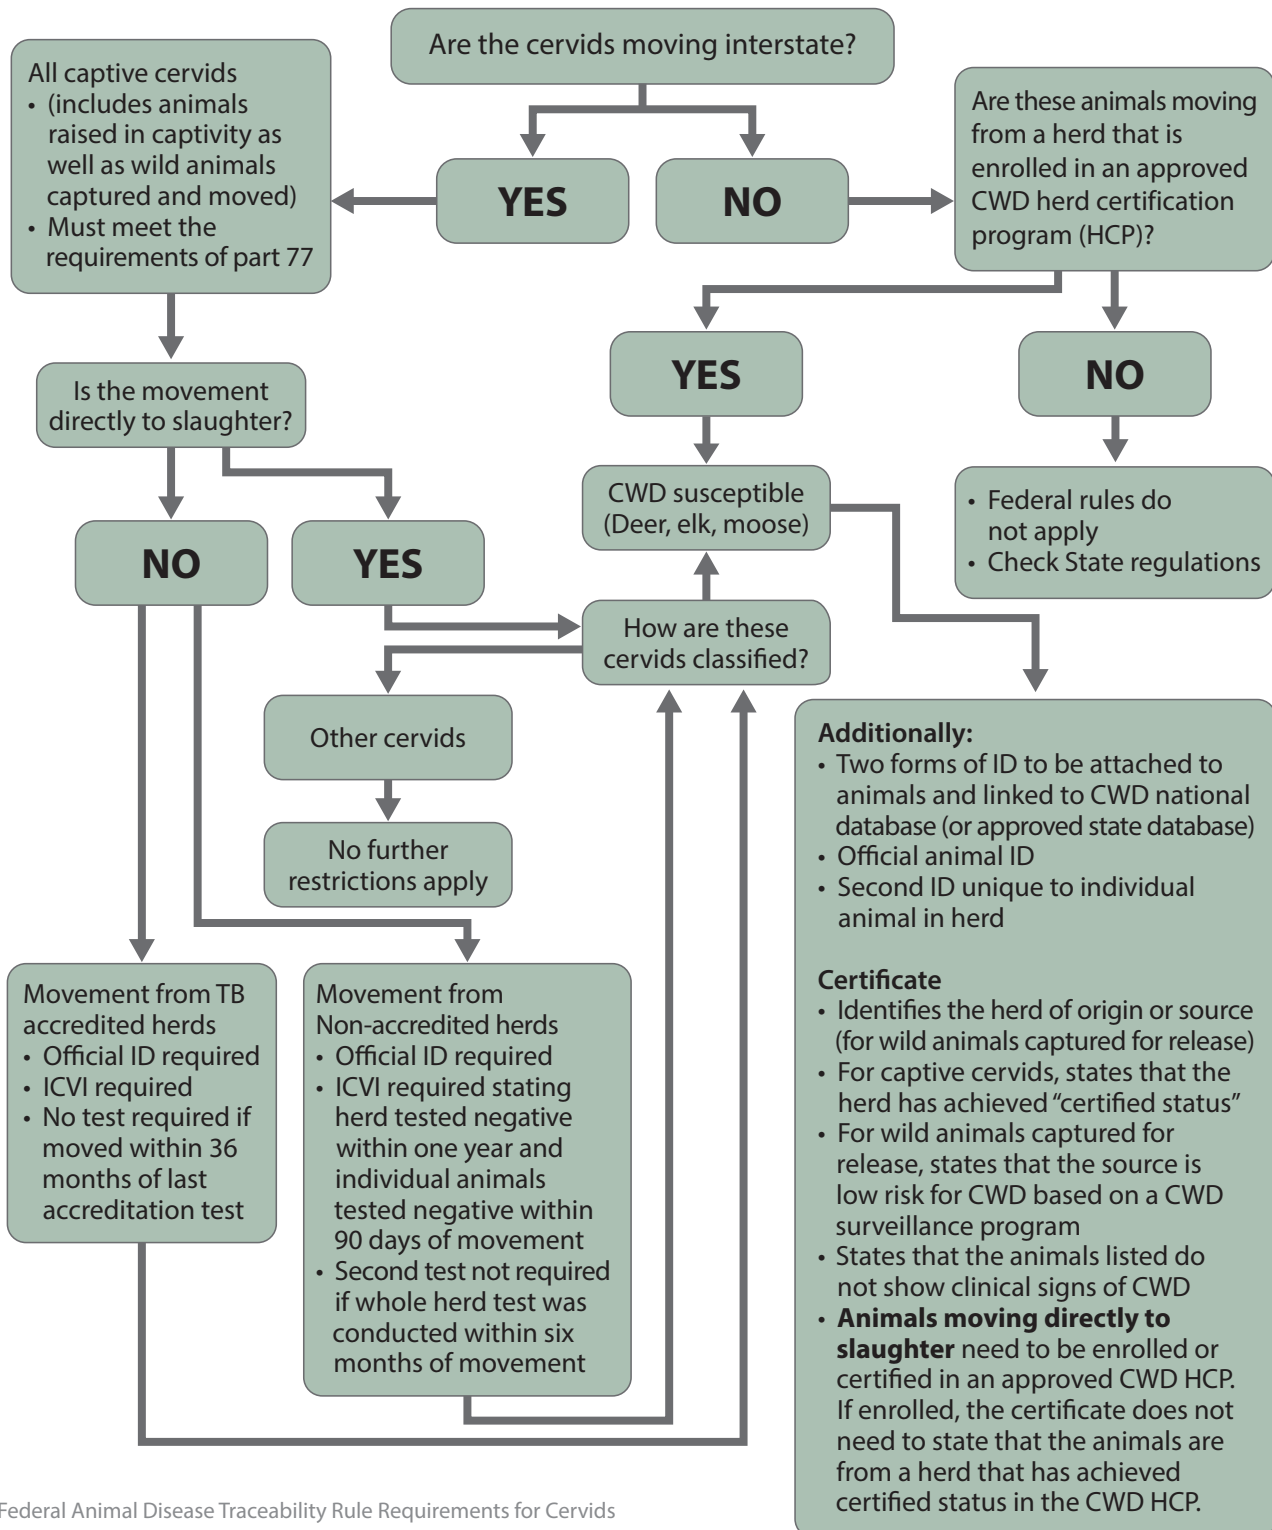 Are the cervids moving interstate?
All captive cervids
• (includes animals
raised in captivity as
well as wild animals
captured and moved)
• Must meet the
requirements of part 77
YES
NO
Are these animals moving
from a herd that is
enrolled in an approved
CWD herd certification
program (HCP)?
Is the movement
directly to slaughter?
YES
NO
NO
YES
CWD susceptible
(Deer, elk, moose)
• Federal rules do
not apply
• Check State regulations
How are these
cervids classified?
Other cervids
No further
restrictions apply
Movement from TB
accredited herds
• Official ID required
• ICVI required
• No test required if
moved within 36
months of last
accreditation test
Movement from
Non-accredited herds
• Official ID required
• ICVI required stating
herd tested negative
within one year and
individual animals
tested negative within
90 days of movement
• Second test not required
if whole herd test was
conducted within six
months of movement
Additionally:
• Two forms of ID to be attached to
animals and linked to CWD national
database (or approved state database)
• Official animal ID
• Second ID unique to individual
animal in herd
Certificate
• Identifies the herd of origin or source
(for wild animals captured for release)
• For captive cervids, states that the
herd has achieved “certified status”
• For wild animals captured for
release, states that the source is
low risk for CWD based on a CWD
surveillance program
• States that the animals listed do
not show clinical signs of CWD
• Animals moving directly to
slaughter need to be enrolled or
certified in an approved CWD HCP.
If enrolled, the certificate does not
need to state that the animals are
from a herd that has achieved
certified status in the CWD HCP.
Federal Animal Disease Traceability Rule Requirements for Cervids